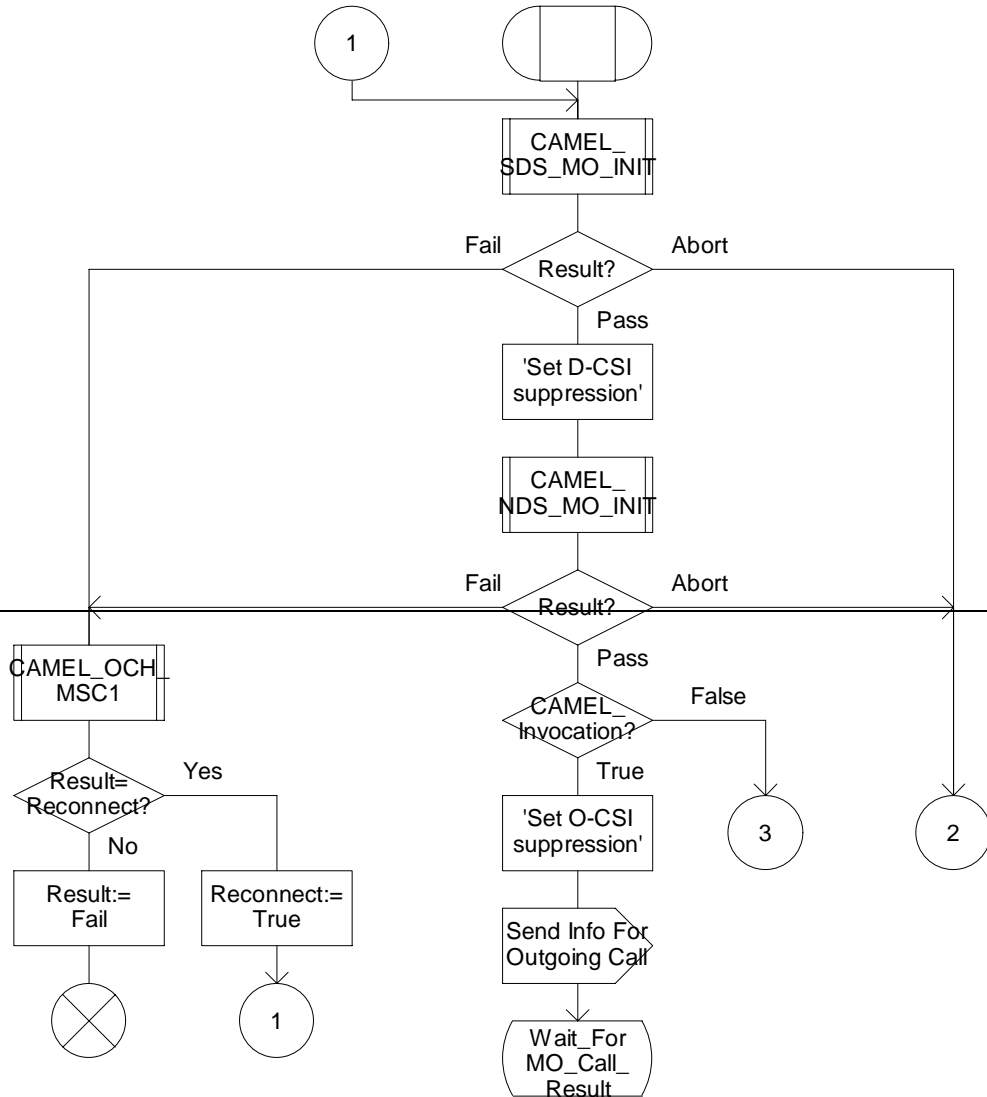 1
CAMEL_
SDS_MO_INIT
Fail
Abort
Result?
Pass
'Set D-CSI
suppression'
CAMEL_
NDS_MO_INIT
Fail
Abort
Result?
Pass
CAMEL_OCH_
MSC1
CAMEL_
Invocation?
False
True
Result=
Reconnect?
Yes
No
'Set O-CSI
suppression'
3
2
Result:=
Fail
Reconnect:=
True
Send Info For
Outgoing Call
1
Wait_For
MO_Call_
Result